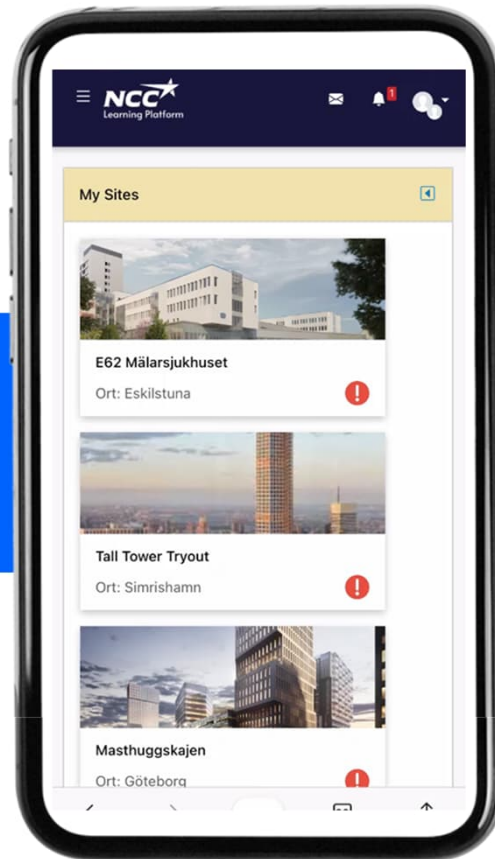 NCC
Learning Platform
1
My Sites
E62 Mälarsjukhuset
Ort: Eskilstuna
!
Tall Tower Tryout
Ort: Simrishamn
!
Masthuggskajen
Ort: Göteborg
!